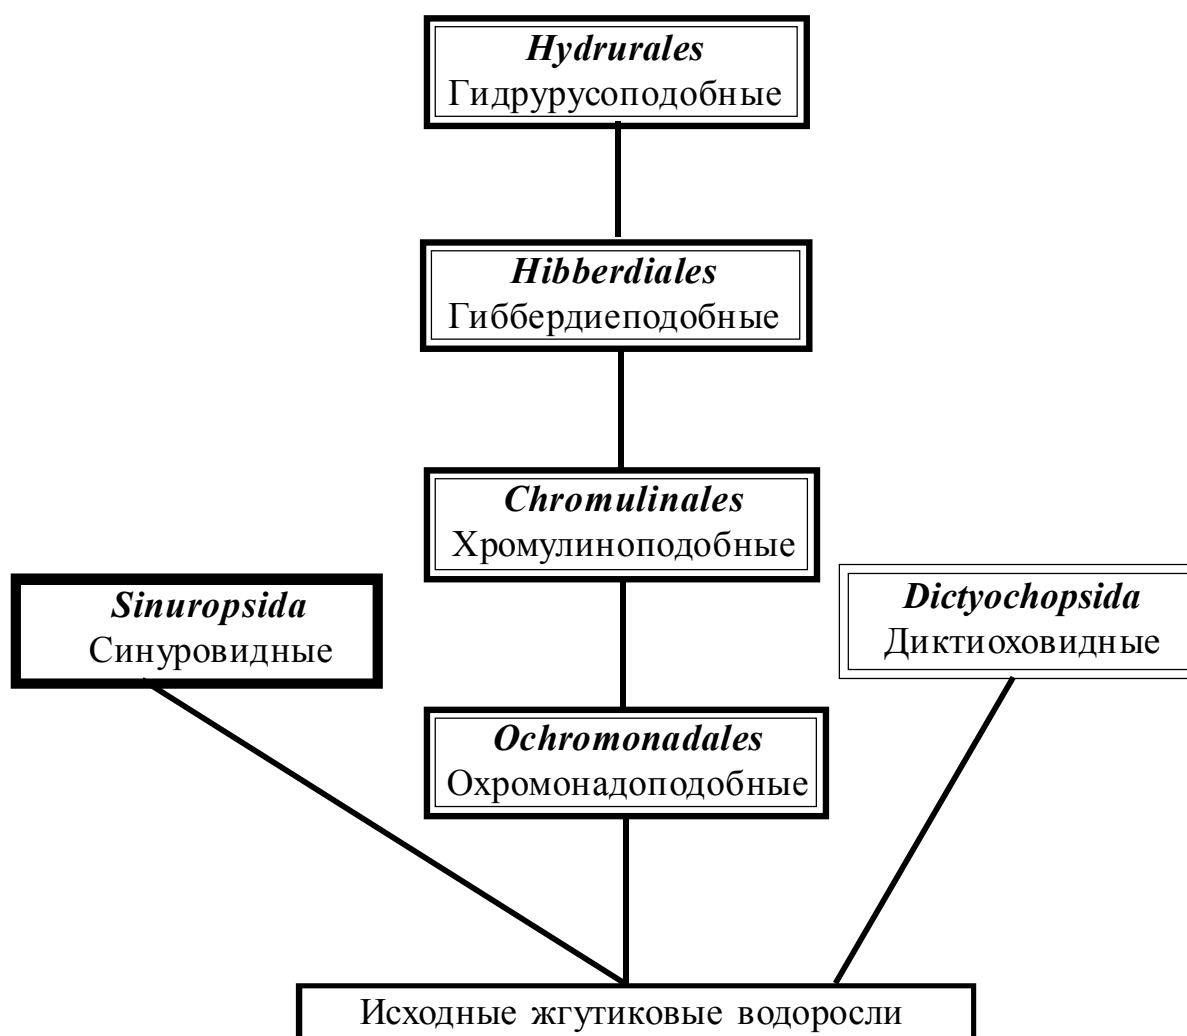 Hydrurales
Гидрурусоподобные
Hibberdiales
Гиббердиеподобные
Chromulinales
Хромулиноподобные
Sinuropsida
Синуровидные
Dictyochopsida
Диктиоховидные
Ochromonadales
Охромонадоподобные
Исходные жгутиковые водоросли